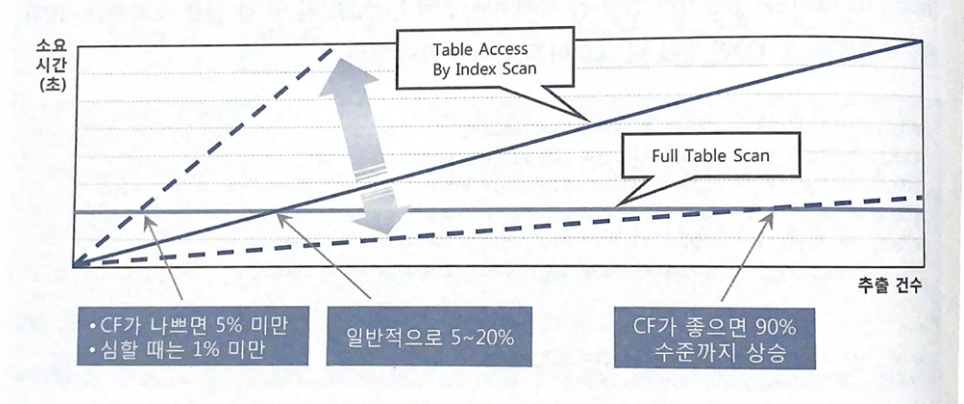 소요
시간
(초)
Table Access
By Index Scan
Full Table Scan
추출 건수
•CF가 나쁘면 5% 미만
•심할 때는 1% 미만
일반적으로 5~20%
CF가 좋으면 90%
수준까지 상승